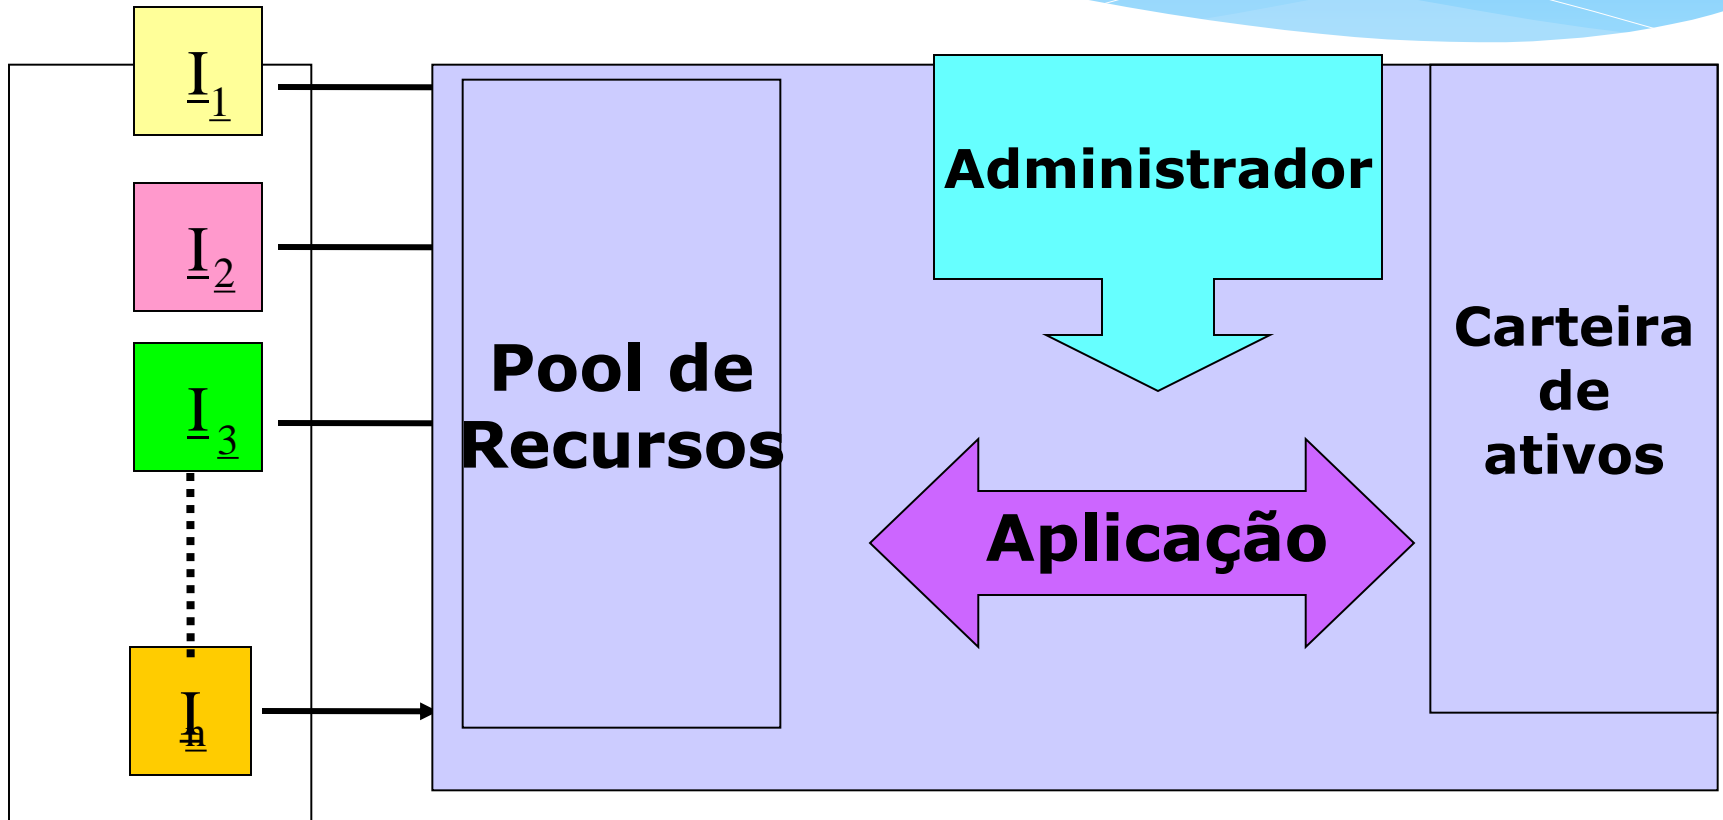 I1
I2
I3
In
Pool de
Recursos
Administrador
Aplicação
Carteira
de
ativos